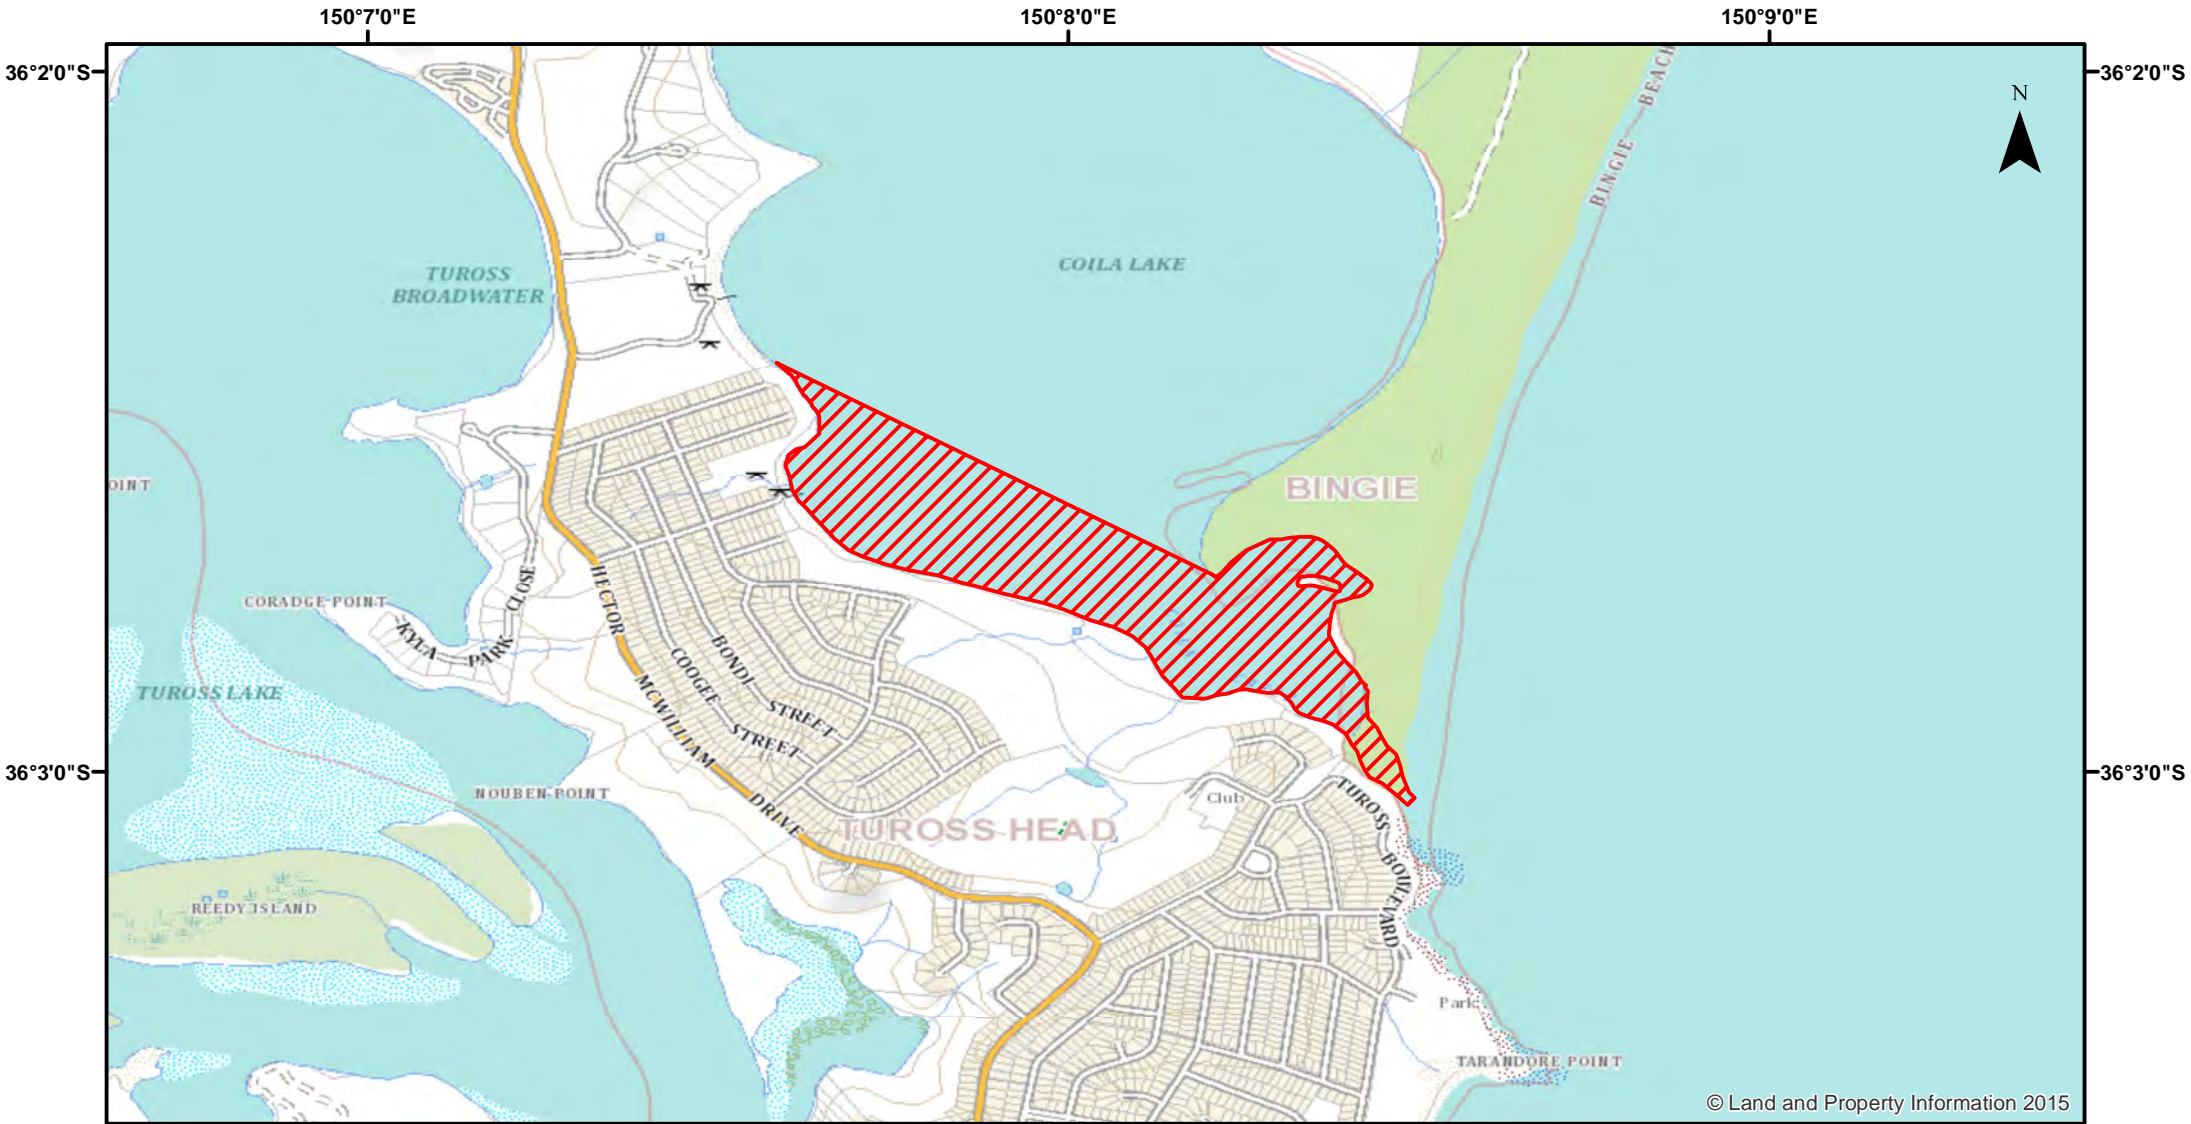 150°7'0"E
150°8'0"E
150°9'0"E
36°2'0"S
36°2'0"S
N
BINGIE BEACH
TUROSS
BROADWATER
COILA LAKE
OINT
BINGIE
CORADGE POINT
KYLA PARK CLOSE
HECTOR MCWILLIAM DRIVE
COOGEE STREET
BONDI STREET
TUROSS LAKE
36°3'0"S
36°3'0"S
NOUBEN POINT
Club
TUROSS BOULEVARD
TUROSS HEAD
REEDY ISLAND
Park
TARANDORE POINT
© Land and Property Information 2015